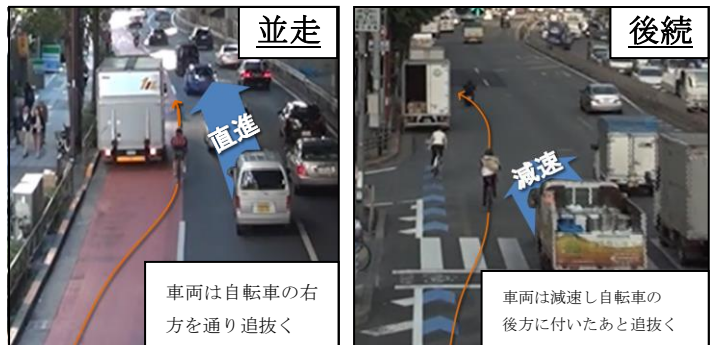 並走
直進
車両は自転車の右
方を通り追抜く
後続
減速
車両は減速し自転車の
後方に付いたあと追抜く